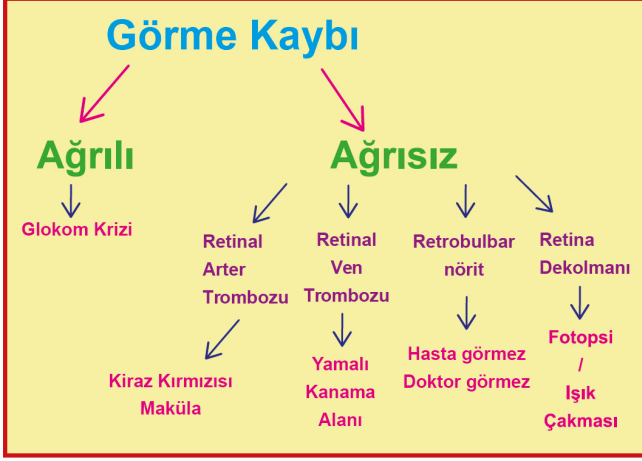 Görme Kaybı
Ağrılı
Ağrısız
Glokom Krizi
Retinal
Arter
Trombozu
Retinal
Ven
Trombozu
Retrobulbar
nörit
Retina
Dekolmanı
Kiraz Kırmızısı
Maküla
Yamalı
Kanama
Alanı
Hasta görmez
Doktor görmez
Fotopsi
/
Işık
Çakması